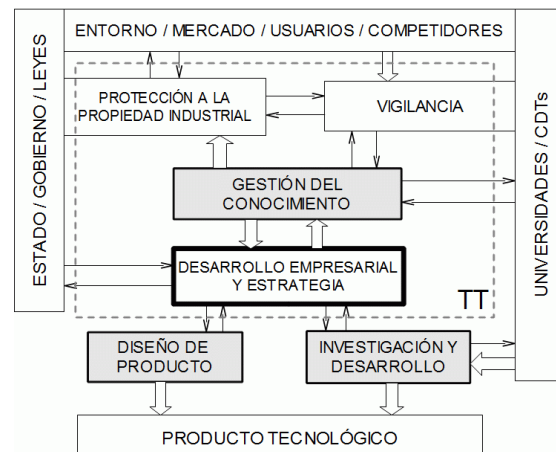 ENTORNO / MERCADO / USUARIOS / COMPETIDORES
ESTADO / GOBIERNO / LEYES
UNIVERSIDADES / CDTs
PROTECCIÓN A LA
PROPIEDAD INDUSTRIAL
VIGILANCIA
GESTIÓN DEL
CONOCIMIENTO
DESARROLLO EMPRESARIAL
Y ESTRATEGIA
TT
DISEÑO DE
PRODUCTO
INVESTIGACIÓN Y
DESARROLLO
PRODUCTO TECNOLÓGICO